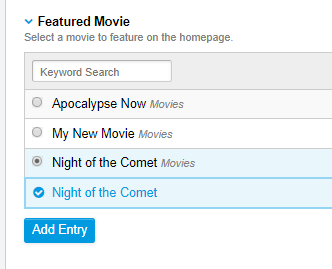 Featured Movie
Select a movie to feature on the homepage.
Keyword Search
Apocalypse Now Movies
My New Movie Movies
Night of the Comet Movies
Night of the Comet
Add Entry